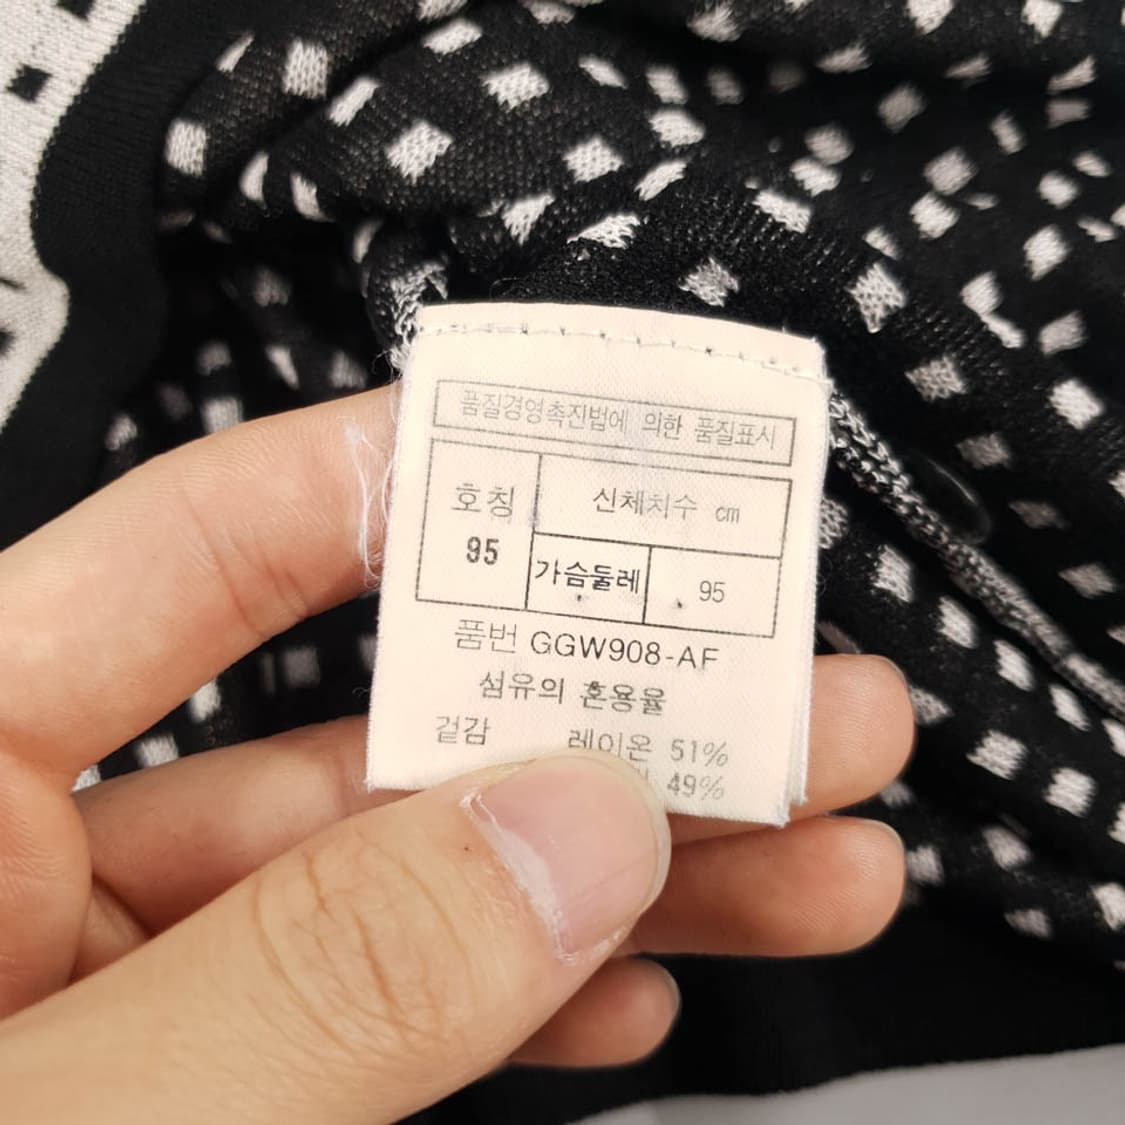 품질경영촉진법에 의한 품질표시
호칭 신체치수 cm
95 가슴둘레 95
품번 GGW908-AF
섬유의 혼용율
겉감 레이온 51%
49%